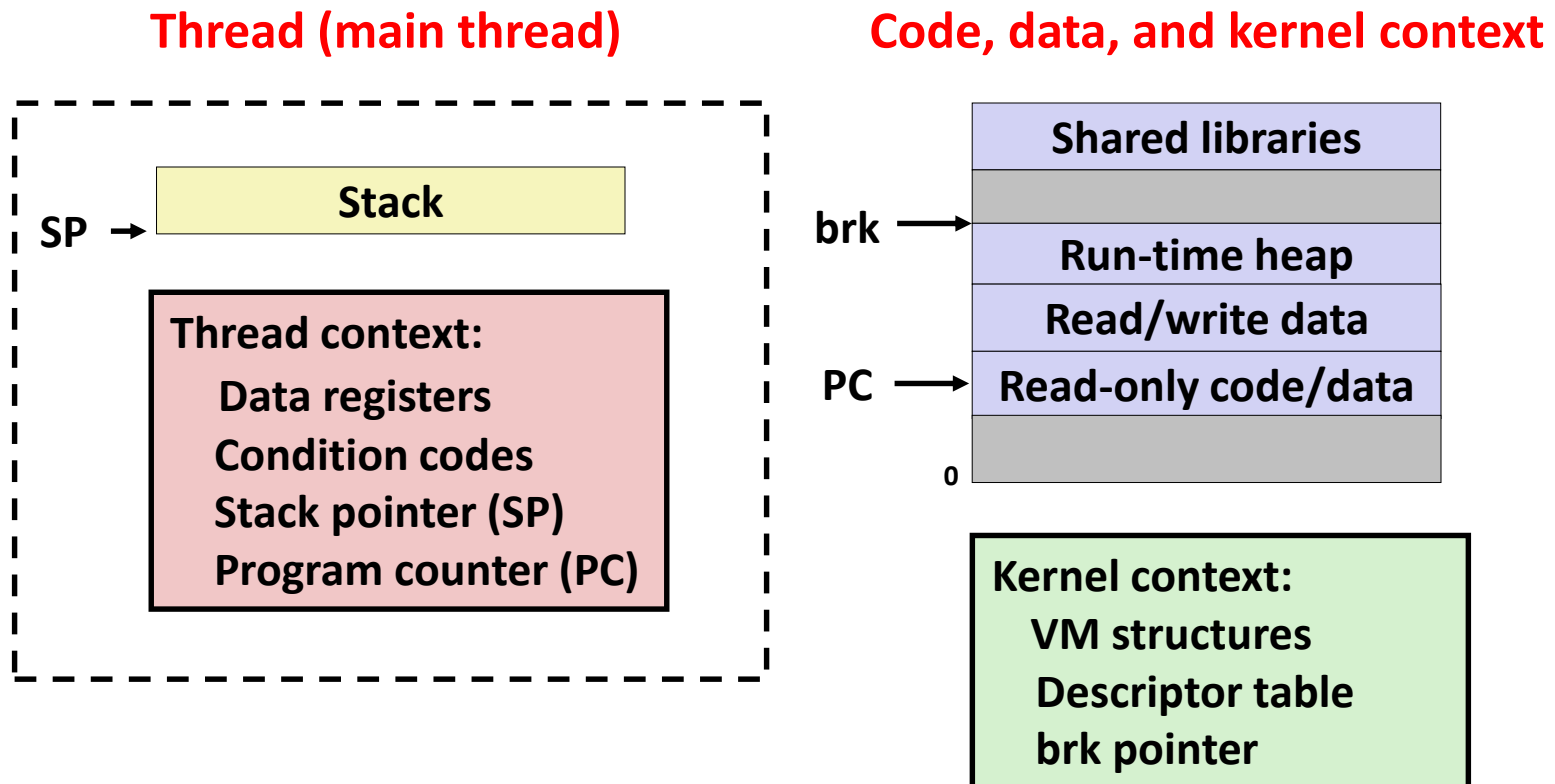 Thread (main thread)
Code, data, and kernel context
Stack
SP
Thread context:
Data registers
Condition codes
Stack pointer (SP)
Program counter (PC)
Shared libraries
brk
Run-time heap
Read/write data
PC
Read-only code/data
0
Kernel context:
VM structures
Descriptor table
brk pointer